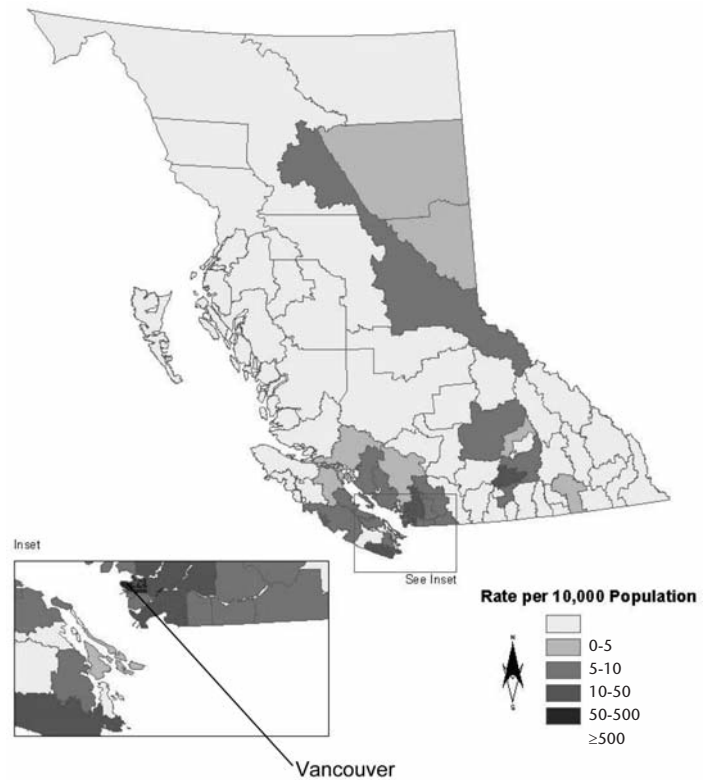 See Inset
Inset
Rate per 10,000 Population
0-5
5-10
10-50
50-500
≥500
N
S
Vancouver